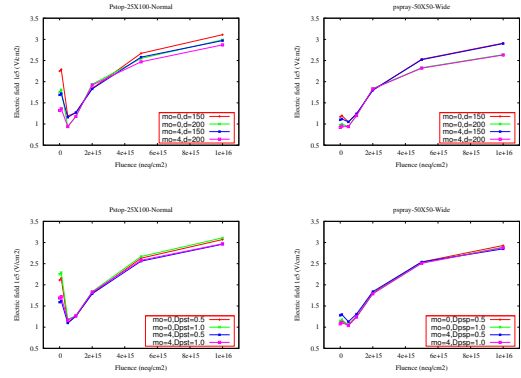 Pstop-25X100-Normal
Electric field 1e5 (V/cm2)
3.5
3
2.5
2
1.5
1
0.5
mo=0,d=150
mo=0,d=200
mo=4,d=150
mo=4,d=200
0 2e+15 4e+15 6e+15 8e+15 1e+16
Fluence (neq/cm2)
pspray-50X50-Wide
Electric field 1e5 (V/cm2)
3.5
3
2.5
2
1.5
1
0.5
mo=0,d=150
mo=0,d=200
mo=4,d=150
mo=4,d=200
0 2e+15 4e+15 6e+15 8e+15 1e+16
Fluence (neq/cm2)
Pstop-25X100-Normal
Electric field 1e5 (V/cm2)
3.5
3
2.5
2
1.5
1
0.5
mo=0,Dpst=0.5
mo=0,Dpst=1.0
mo=4,Dpst=0.5
mo=4,Dpst=1.0
0 2e+15 4e+15 6e+15 8e+15 1e+16
Fluence (neq/cm2)
pspray-50X50-Wide
Electric field 1e5 (V/cm2)
3.5
3
2.5
2
1.5
1
0.5
mo=0,Dpsp=0.5
mo=0,Dpsp=1.0
mo=4,Dpsp=0.5
mo=4,Dpsp=1.0
0 2e+15 4e+15 6e+15 8e+15 1e+16
Fluence (neq/cm2)